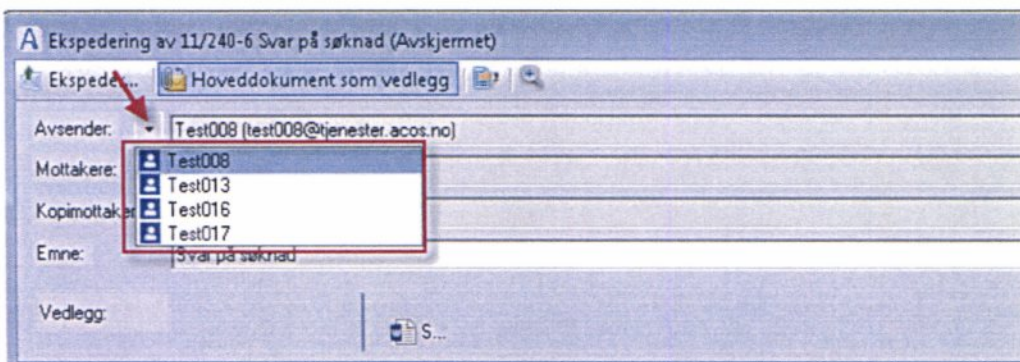 A Ekspedering av 11/240-6 Svar på søknad (Avskjermet)
Ekspeder... Hoveddokument som vedlegg
Avsender: Test008 (test008@tjenester.acos.no)
Test008
Mottakere:
Test013
Kopimottaker
Test016
Test017
Emne: Svar på søknad
Vedlegg: S...